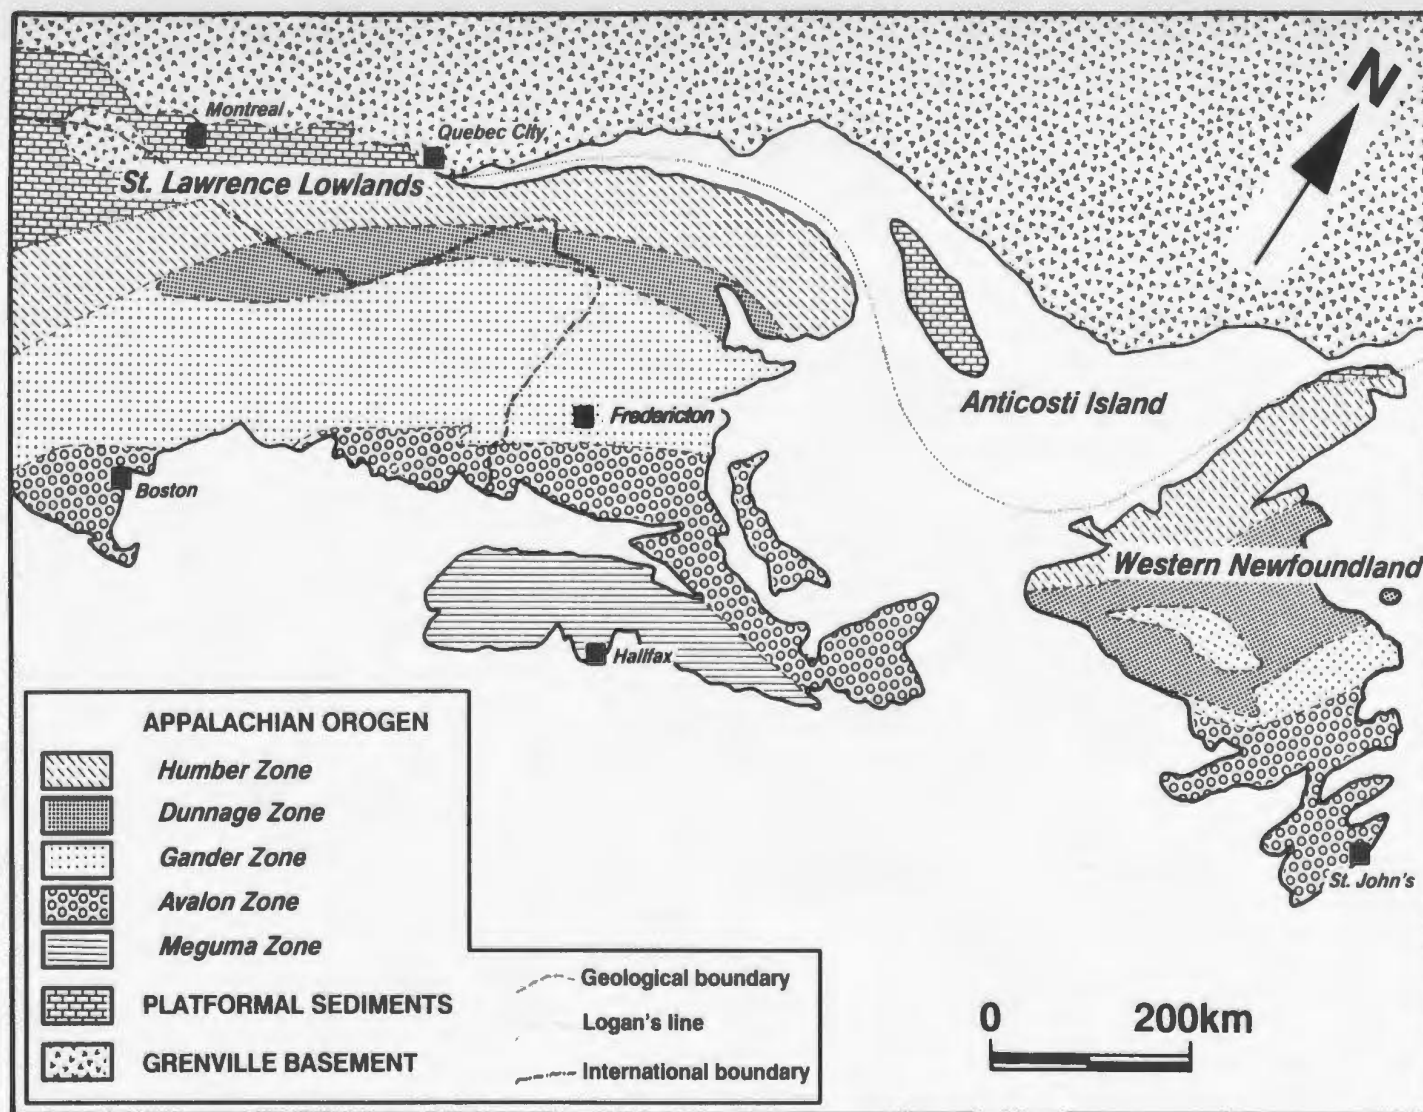 N
Montreal
Quebec City
St. Lawrence Lowlands
Anticosti Island
Fredericton
Boston
Western Newfoundland
Halifax
St. John's
APPALACHIAN OROGEN
Humber Zone
Dunnage Zone
Gander Zone
Avalon Zone
Meguma Zone
PLATFORMAL SEDIMENTS
GRENVILLE BASEMENT
Geological boundary
Logan's line
International boundary
0 200km